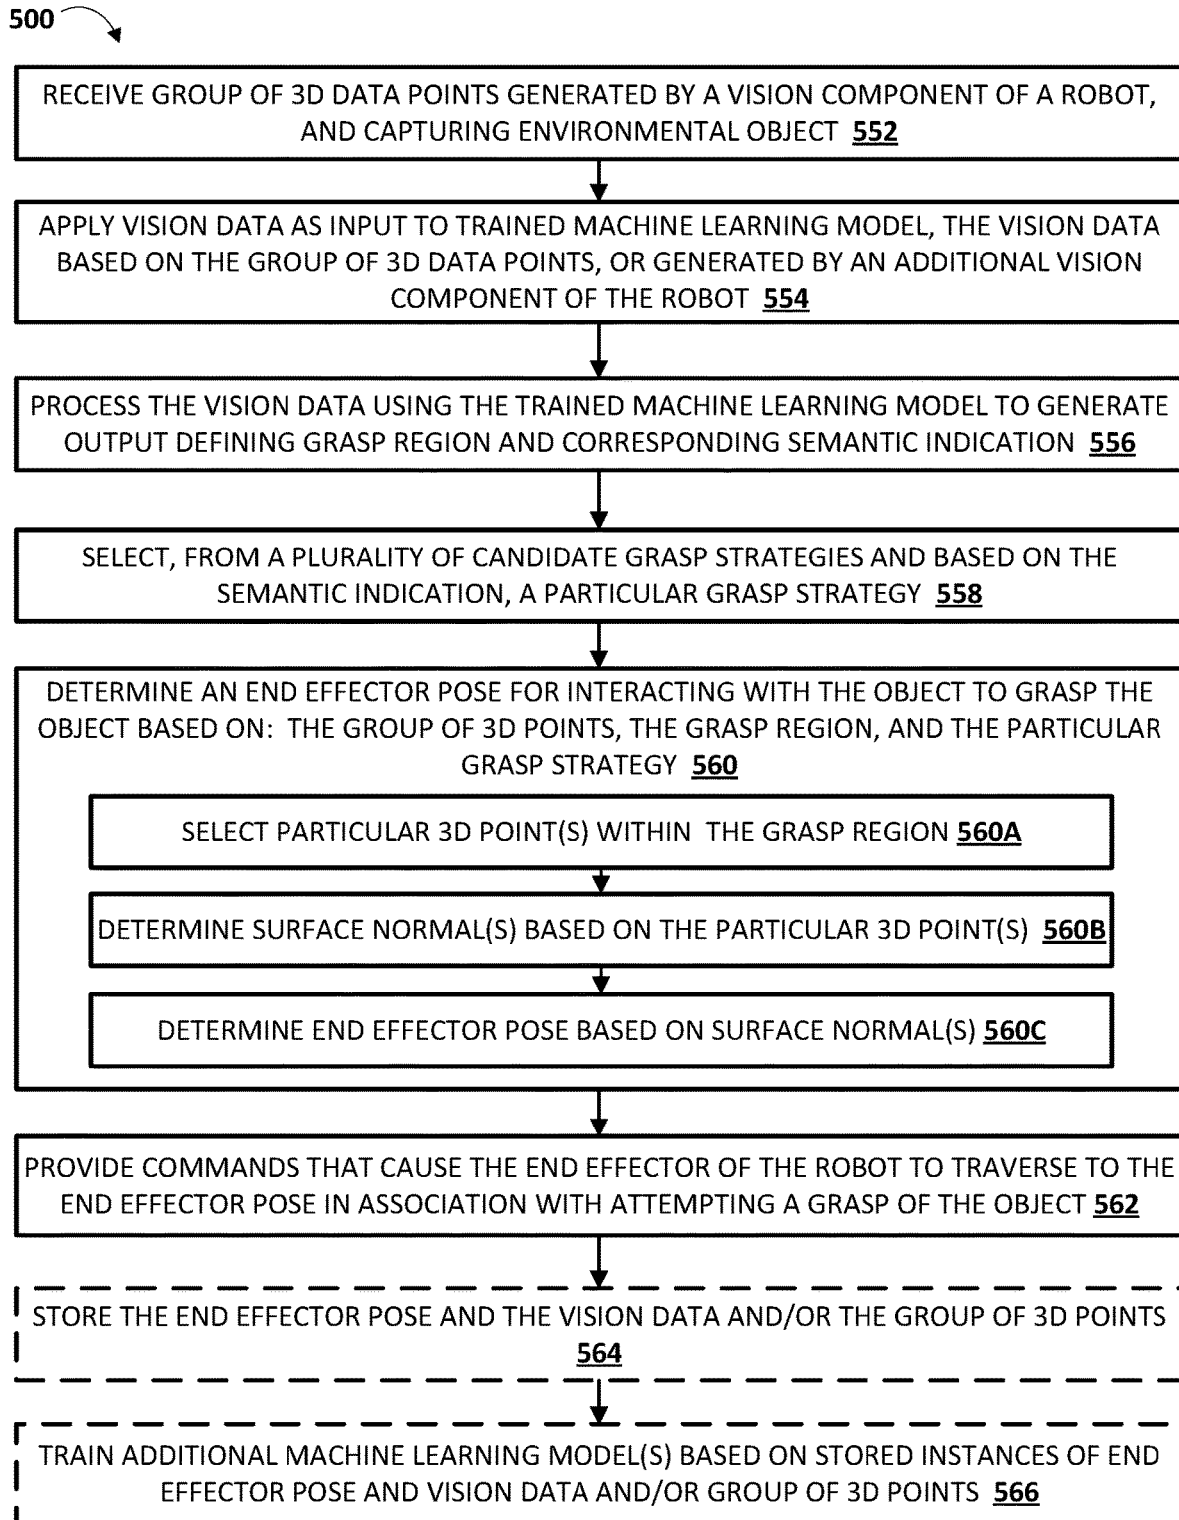 500
RECEIVE GROUP OF 3D DATA POINTS GENERATED BY A VISION COMPONENT OF A ROBOT,
AND CAPTURING ENVIRONMENTAL OBJECT 552
APPLY VISION DATA AS INPUT TO TRAINED MACHINE LEARNING MODEL, THE VISION DATA
BASED ON THE GROUP OF 3D DATA POINTS, OR GENERATED BY AN ADDITIONAL VISION
COMPONENT OF THE ROBOT 554
PROCESS THE VISION DATA USING THE TRAINED MACHINE LEARNING MODEL TO GENERATE
OUTPUT DEFINING GRASP REGION AND CORRESPONDING SEMANTIC INDICATION 556
SELECT, FROM A PLURALITY OF CANDIDATE GRASP STRATEGIES AND BASED ON THE
SEMANTIC INDICATION, A PARTICULAR GRASP STRATEGY 558
DETERMINE AN END EFFECTOR POSE FOR INTERACTING WITH THE OBJECT TO GRASP THE
OBJECT BASED ON: THE GROUP OF 3D POINTS, THE GRASP REGION, AND THE PARTICULAR
GRASP STRATEGY 560
SELECT PARTICULAR 3D POINT(S) WITHIN THE GRASP REGION 560A
DETERMINE SURFACE NORMAL(S) BASED ON THE PARTICULAR 3D POINT(S) 560B
DETERMINE END EFFECTOR POSE BASED ON SURFACE NORMAL(S) 560C
PROVIDE COMMANDS THAT CAUSE THE END EFFECTOR OF THE ROBOT TO TRAVERSE TO THE
END EFFECTOR POSE IN ASSOCIATION WITH ATTEMPTING A GRASP OF THE OBJECT 562
STORE THE END EFFECTOR POSE AND THE VISION DATA AND/OR THE GROUP OF 3D POINTS
564
TRAIN ADDITIONAL MACHINE LEARNING MODEL(S) BASED ON STORED INSTANCES OF END
EFFECTOR POSE AND VISION DATA AND/OR GROUP OF 3D POINTS 566